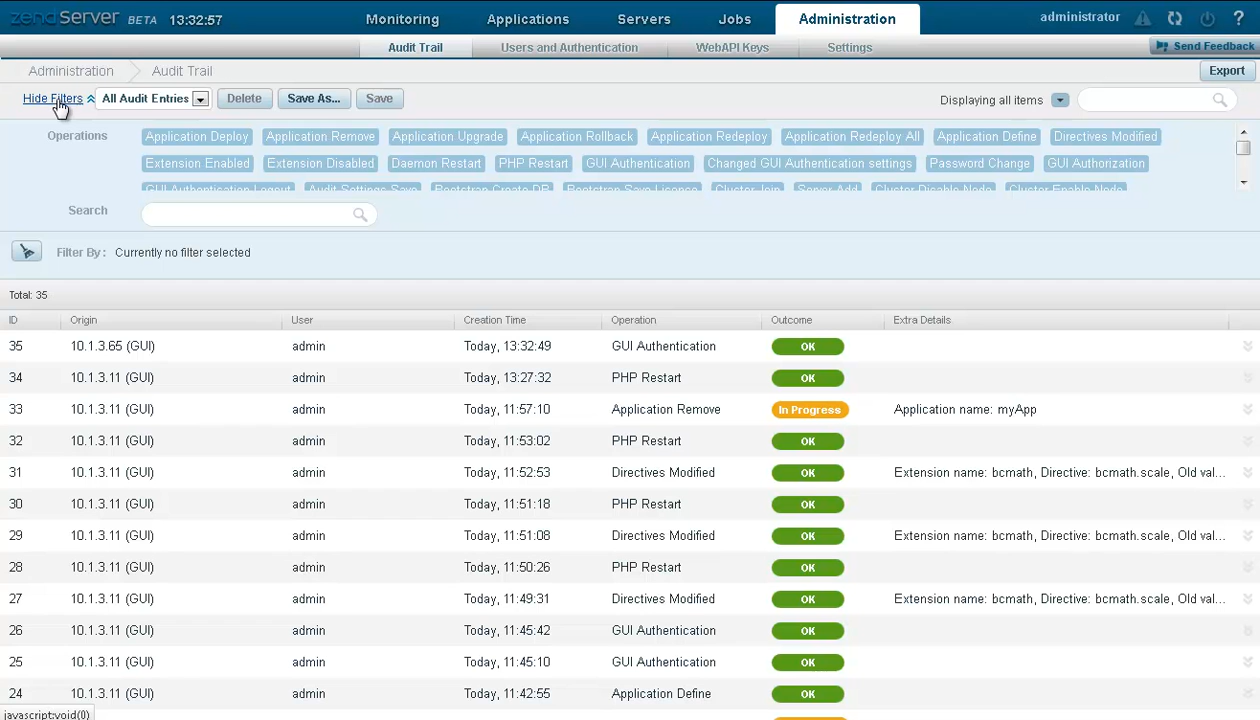 zendServer BETA 13:32:57 Monitoring Applications Servers Jobs Administration administrator ?
Audit Trail Users and Authentication WebAPI Keys Settings Send Feedback
Administration Audit Trail Export
Hide Filters All Audit Entries Delete Save As... Save Displaying all items
Operations Application Deploy Application Remove Application Upgrade Application Rollback Application Redeploy Application Redeploy All Application Define Directives Modified
Extension Enabled Extension Disabled Daemon Restart PHP Restart GUI Authentication Changed GUI Authentication settings Password Change GUI Authorization
GUI Authentication Logout Audit Settings Save Bootstrap Create DB Bootstrap Save License Cluster Join Server Add Cluster Disable Node Cluster Enable Node
Search
Filter By : Currently no filter selected
Total: 35
ID Origin User Creation Time Operation Outcome Extra Details
35 10.1.3.65 (GUI) admin Today, 13:32:49 GUI Authentication OK
34 10.1.3.11 (GUI) admin Today, 13:27:32 PHP Restart OK
33 10.1.3.11 (GUI) admin Today, 11:57:10 Application Remove In Progress Application name: myApp
32 10.1.3.11 (GUI) admin Today, 11:53:02 PHP Restart OK
31 10.1.3.11 (GUI) admin Today, 11:52:53 Directives Modified OK Extension name: bcmath, Directive: bcmath.scale, Old val...
30 10.1.3.11 (GUI) admin Today, 11:51:18 PHP Restart OK
29 10.1.3.11 (GUI) admin Today, 11:51:08 Directives Modified OK Extension name: bcmath, Directive: bcmath.scale, Old val...
28 10.1.3.11 (GUI) admin Today, 11:50:26 PHP Restart OK
27 10.1.3.11 (GUI) admin Today, 11:49:31 Directives Modified OK Extension name: bcmath, Directive: bcmath.scale, Old val...
26 10.1.3.11 (GUI) admin Today, 11:45:42 GUI Authentication OK
25 10.1.3.11 (GUI) admin Today, 11:45:10 GUI Authentication OK
24 10.1.3.11 (GUI) admin Today, 11:42:55 Application Define OK
javascript:void(0)